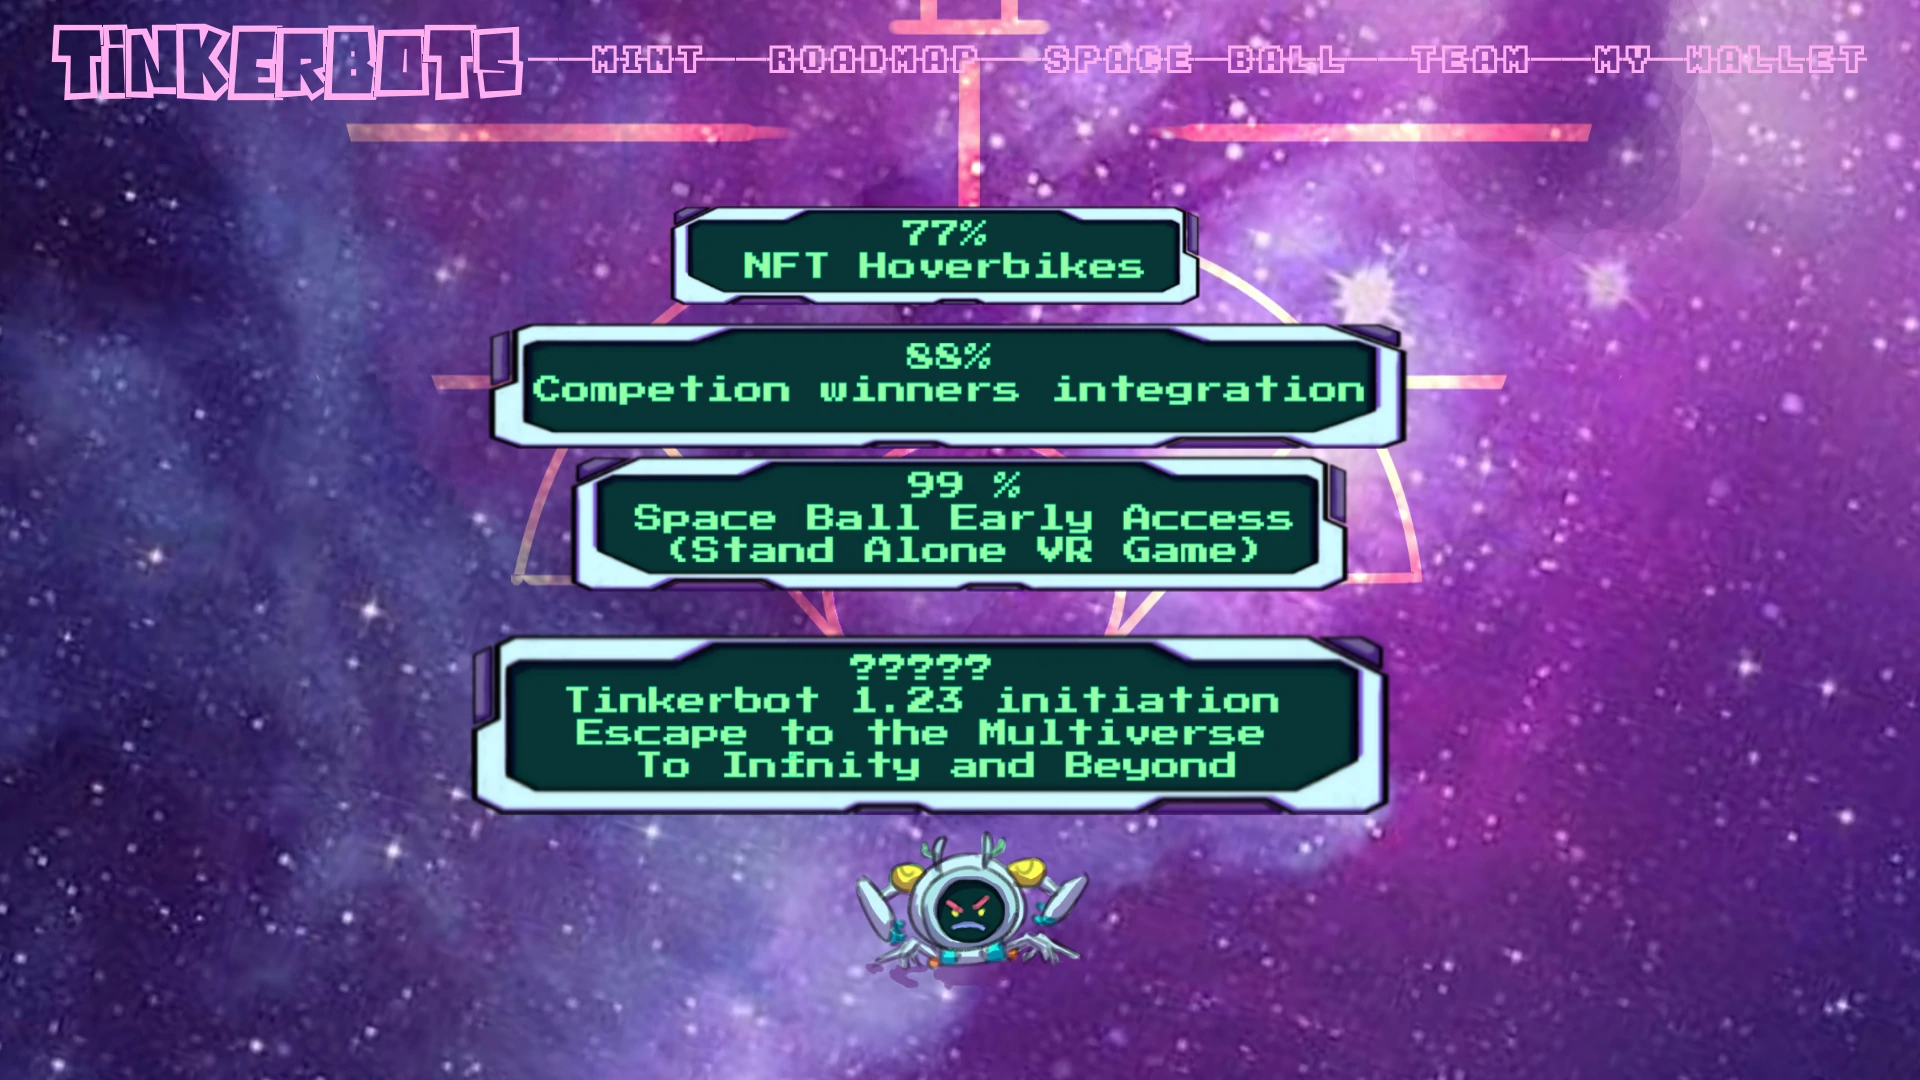 TiNKERBOTS
MINT ROADMAP SPACE BALL TEAM MY WALLET
77%
NFT Hoverbikes
88%
Competion winners integration
99 %
Space Ball Early Access
(Stand Alone VR Game)
?????
Tinkerbot 1.23 initiation
Escape to the Multiverse
To Infnity and Beyond